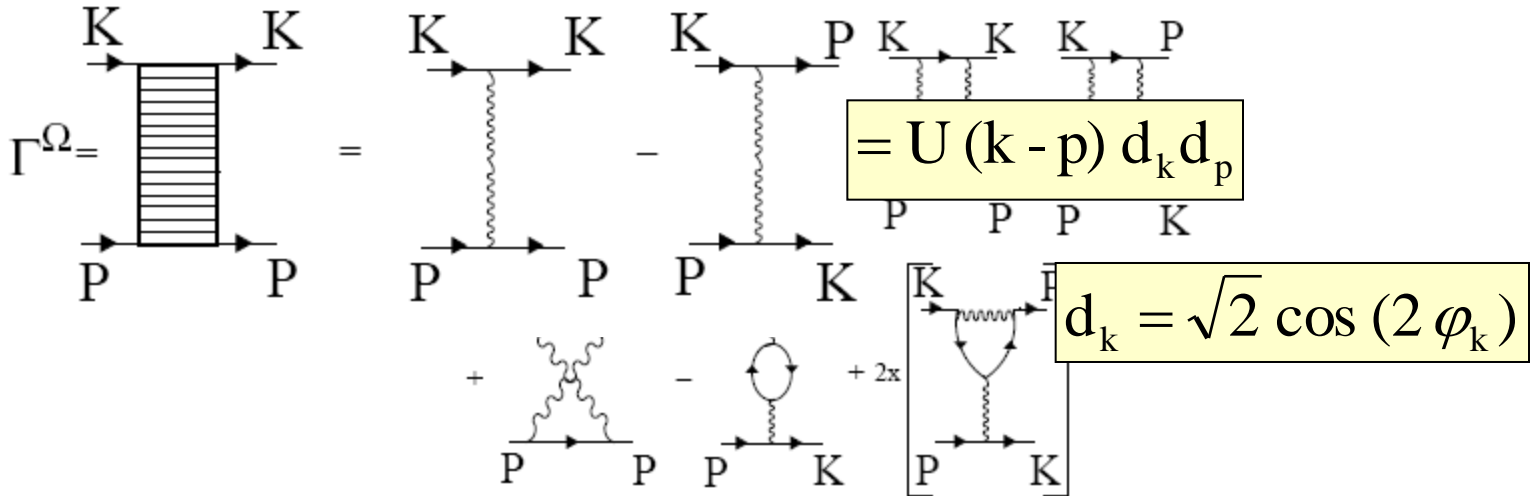 K K K K K P K K K P
Γ^Ω= = − = U (k - p) d_k d_p
P P P P P K P P P K
K
d_k = √2 cos (2 φ_k)
+ − + 2x
P P P K P K